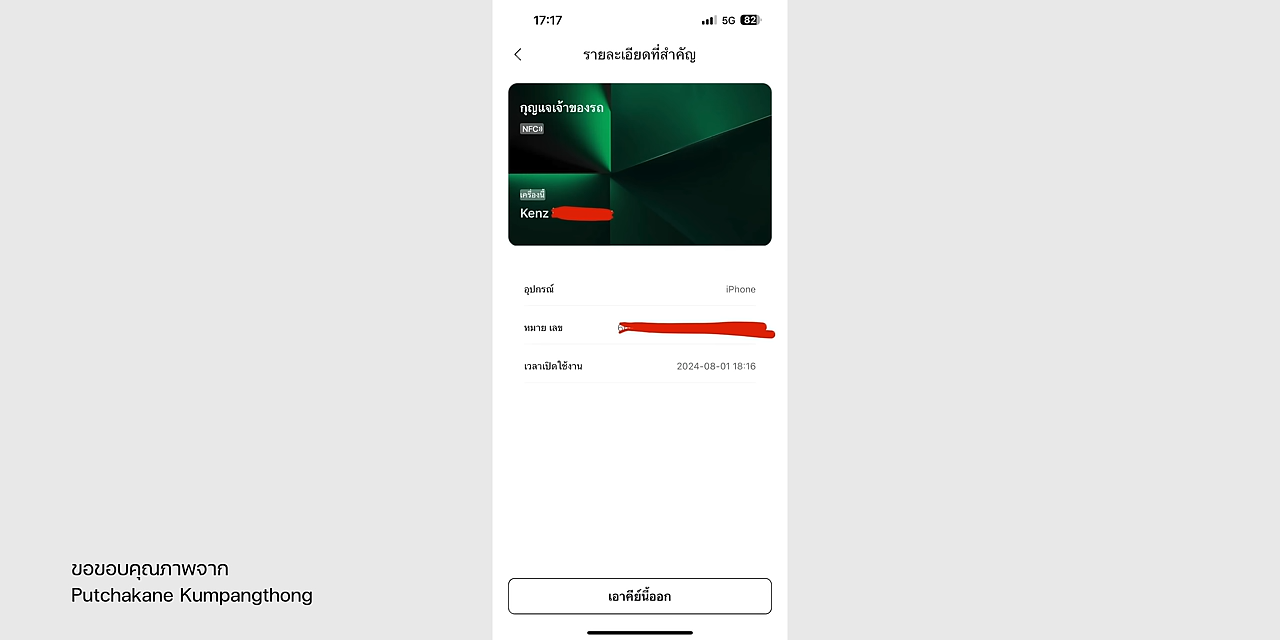 17:17
5G 82
รายละเอียดที่สำคัญ
กุญแจเจ้าของรถ
NFC
เครื่องนี้
Kenz
อุปกรณ์ iPhone
หมาย เลข
เวลาเปิดใช้งาน 2024-08-01 18:16
เอาคีย์นี้ออก
ขอขอบคุณภาพจาก
Putchakane Kumpangthong